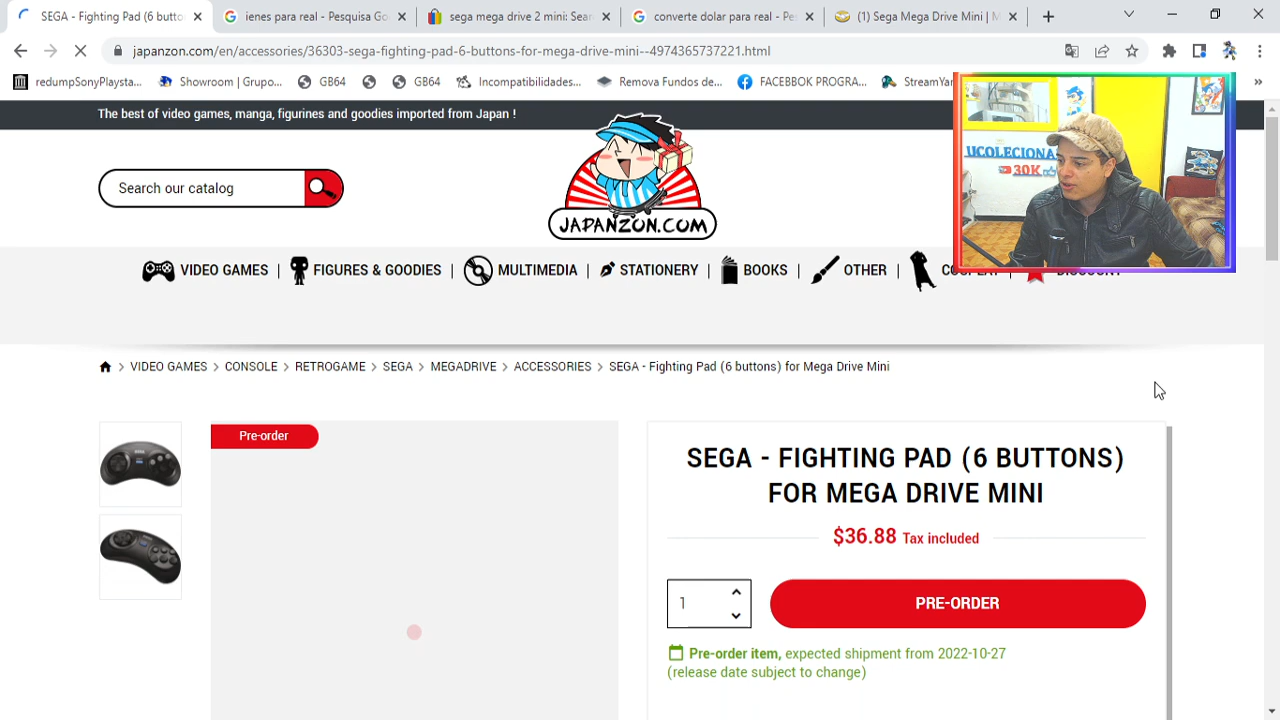 SEGA - Fighting Pad (6 butto
ienes para real - Pesquisa Go
sega mega drive 2 mini: Sear
converte dolar para real - Pe
(1) Sega Mega Drive Mini | M
japanzon.com/en/accessories/36303-sega-fighting-pad-6-buttons-for-mega-drive-mini--4974365737221.html
redumpSonyPlaysta...
Showroom | Grupo...
GB64
GB64
Incompatibilidades...
Remova Fundos de...
FACEBBOK PROGRA...
StreamYar
The best of video games, manga, figurines and goodies imported from Japan !
UCOLECIONA
30K
Search our catalog
JAPANZON.COM
VIDEO GAMES | FIGURES & GOODIES | MULTIMEDIA | STATIONERY | BOOKS | OTHER | COSPLAY | DISCOUNT
VIDEO GAMES > CONSOLE > RETROGAME > SEGA > MEGADRIVE > ACCESSORIES > SEGA - Fighting Pad (6 buttons) for Mega Drive Mini
Pre-order
SEGA - FIGHTING PAD (6 BUTTONS)
FOR MEGA DRIVE MINI
$36.88 Tax included
1
PRE-ORDER
Pre-order item, expected shipment from 2022-10-27
(release date subject to change)